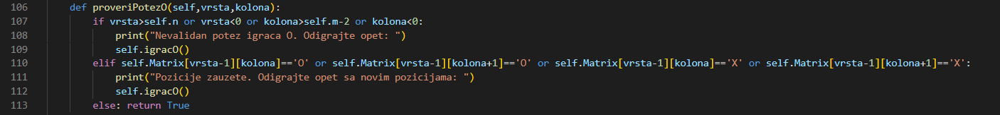 106 def proveriPotezO(self,vrsta,kolona):
107 if vrsta>self.n or vrsta<0 or kolona>self.m-2 or kolona<0:
108 print("Nevalidan potez igraca O. Odigrajte opet: ")
109 self.igracO()
110 elif self.Matrix[vrsta-1][kolona]=='O' or self.Matrix[vrsta-1][kolona+1]=='O' or self.Matrix[vrsta-1][kolona]=='X' or self.Matrix[vrsta-1][kolona+1]=='X':
111 print("Pozicije zauzete. Odigrajte opet sa novim pozicijama: ")
112 self.igracO()
113 else: return True